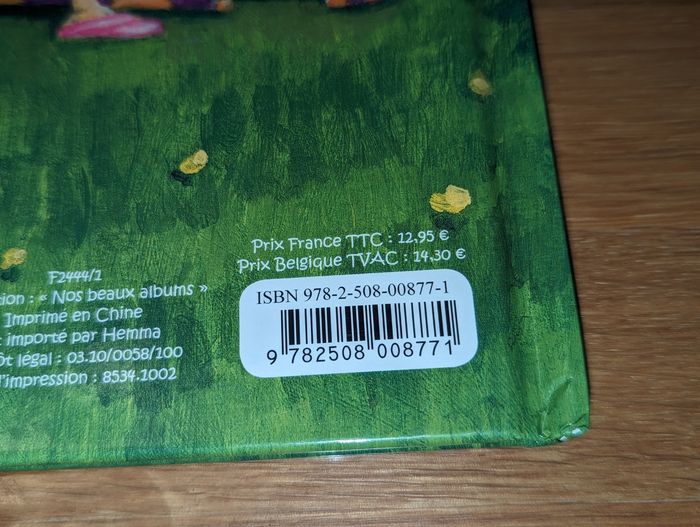 Prix France TTC : 12,95 €
Prix Belgique TVAC : 14,30 €
F2444/1
tion : « Nos beaux albums »
Imprimé en Chine
: importé par Hemma
ôt légal : 03.10/0058/100
l'impression : 8534.1002
ISBN 978-2-508-00877-1
9 782508 008771